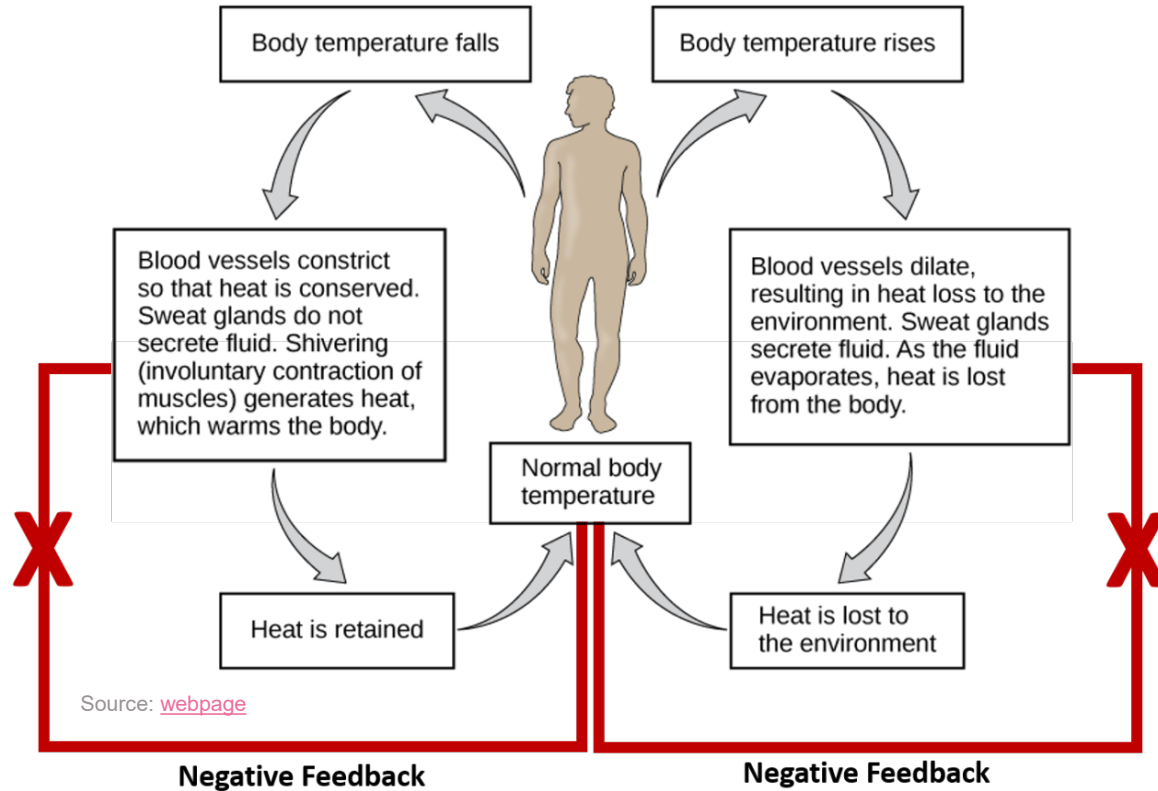 Body temperature falls
Body temperature rises
Blood vessels constrict
so that heat is conserved.
Sweat glands do not
secrete fluid. Shivering
(involuntary contraction of
muscles) generates heat,
which warms the body.
Blood vessels dilate,
resulting in heat loss to the
environment. Sweat glands
secrete fluid. As the fluid
evaporates, heat is lost
from the body.
Normal body
temperature
X
X
Heat is retained
Heat is lost to
the environment
Source: webpage
Negative Feedback
Negative Feedback